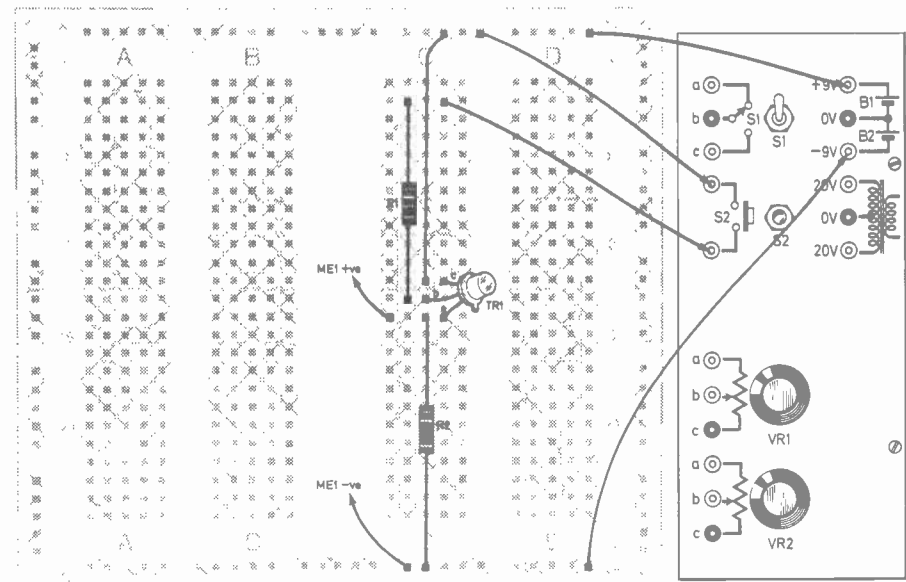 A B C D
a
b
c
S1
S1
+9V
0V
-9V
B1
B2
S2
S2
20V
0V
20V
R1
ME1 +ve
c
b
TR1
R2
ME1 -ve
a
b
c
VR1
a
b
c
VR2
A